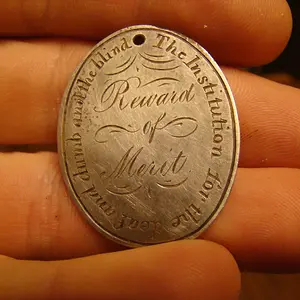 The Institution for the Deaf and dumb and the blind
Reward
of
Merit